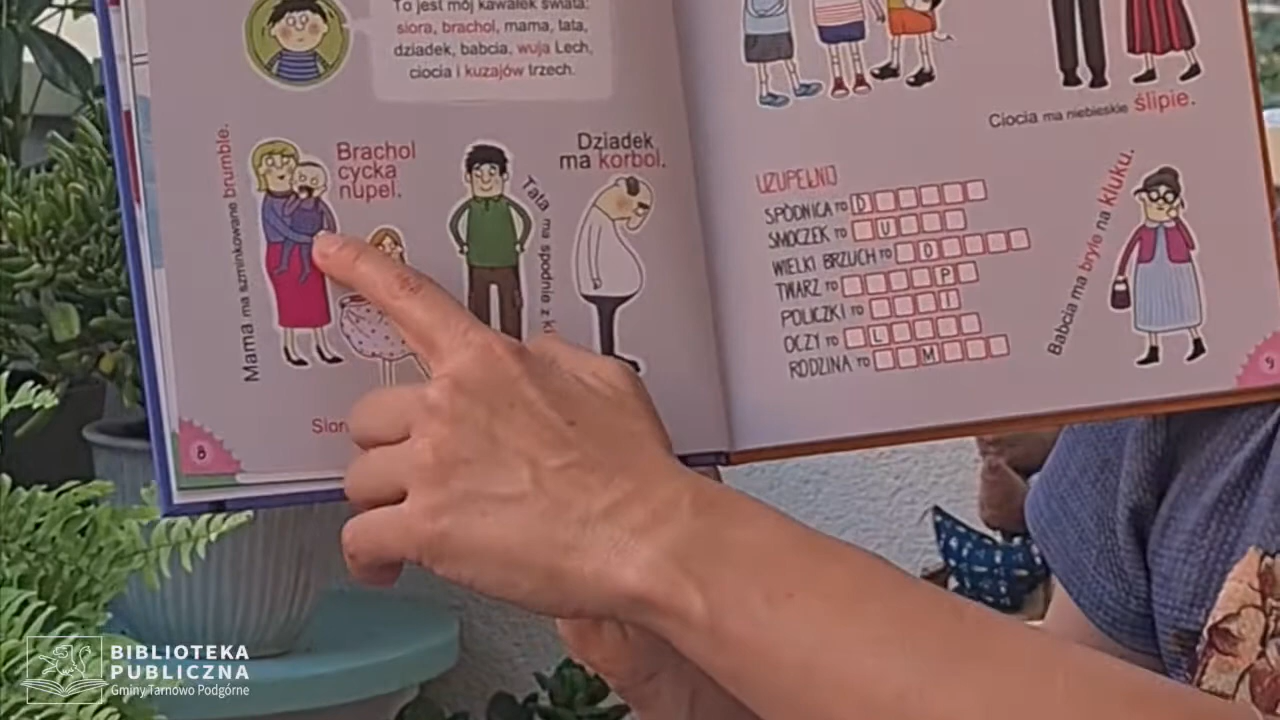 To jest mój kawałek świata:
siora, brachol, mama, tata,
dziadek, babcia, wuja Lech,
ciocia i kuzajów trzech.
Mama ma szminkowane brumble.
Brachol
cycka
nupel.
Tata ma spodnie z
Dziadek
ma korbol.
8
Ciocia ma niebieskie ślipie.
UZUPEŁNIJ
SPÓDNICA TO D
SMOCZEK TO U
WIELKI BRZUCH TO O
TWARZ TO P
POLICZKI TO I
OCZY TO L
RODZINA TO M
Babcia ma bryle na kluku.
9
BIBLIOTEKA
PUBLICZNA
Gminy Tarnowo Podgórne